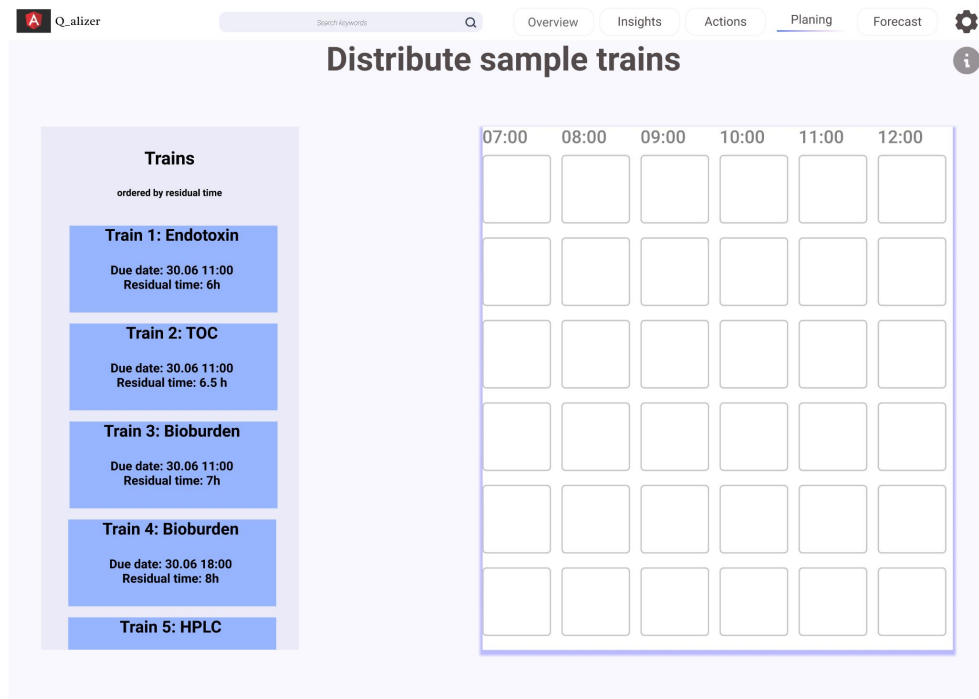 A
Q_alizer
Search keywords
Overview
Insights
Actions
Planing
Forecast
i
Distribute sample trains
Trains
ordered by residual time
Train 1: Endotoxin
Due date: 30.06 11:00
Residual time: 6h
Train 2: TOC
Due date: 30.06 11:00
Residual time: 6.5 h
Train 3: Bioburden
Due date: 30.06 11:00
Residual time: 7h
Train 4: Bioburden
Due date: 30.06 18:00
Residual time: 8h
Train 5: HPLC
07:00 08:00 09:00 10:00 11:00 12:00